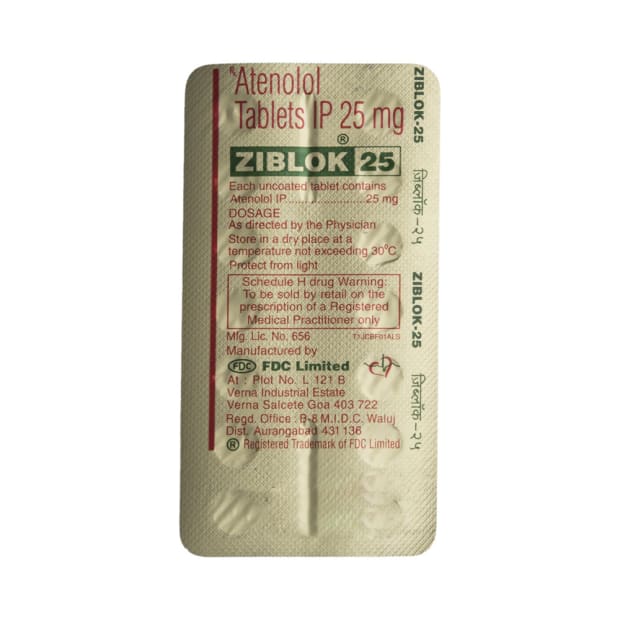 Rx Atenolol
Tablets IP 25 mg
ZIBLOK® 25
Each uncoated tablet contains
Atenolol IP.....................25 mg
DOSAGE
As directed by the Physician
Store in a dry place at a
temperature not exceeding 30°C
Protect from light
Schedule H drug Warning:
To be sold by retail on the
prescription of a Registered
Medical Practitioner only
Mfg. Lic. No. 656 T1JCBF01ALS
Manufactured by
FDC FDC Limited
At : Plot No. L 121 B
Verna Industrial Estate
Verna Salcete Goa 403 722
Regd. Office : B-8 M.I.D.C. Waluj
Dist. Aurangabad 431 136
® Registered Trademark of FDC Limited
ZIBLOK-25
ज़िब्लॉक-२५
ZIBLOK-25
ज़िब्लॉक-२५